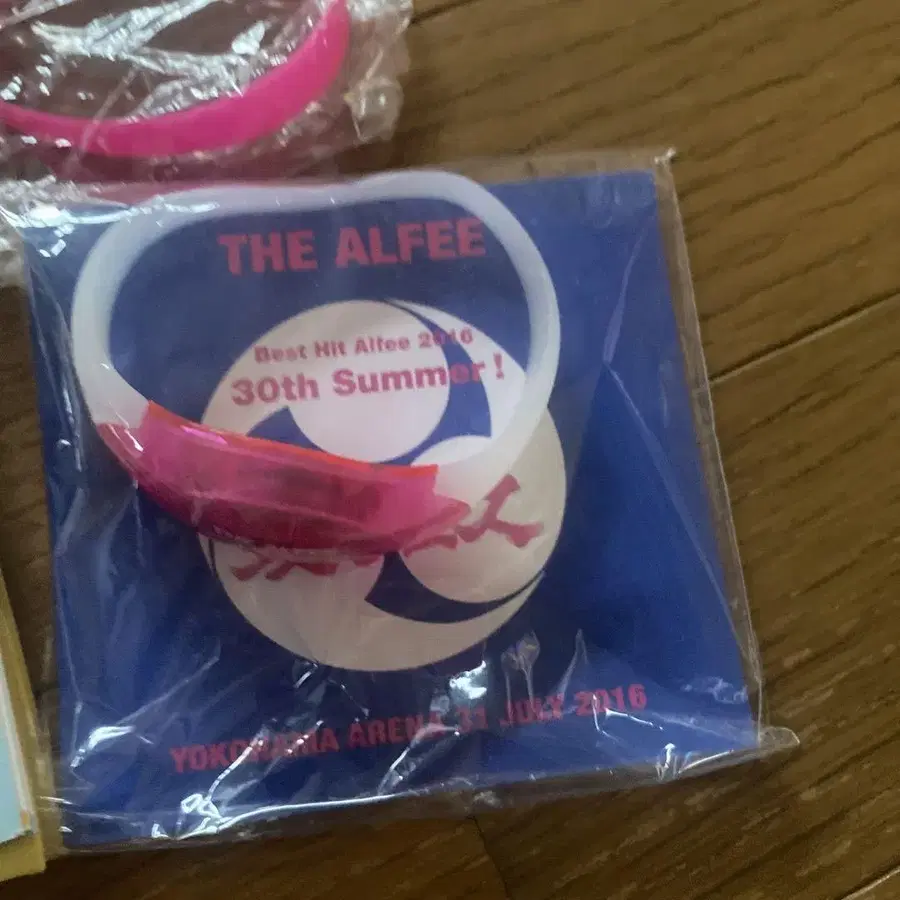 THE ALFEE
Best Hit Alfee 2016
30th Summer!
YOKOHAMA ARENA 31 JULY 2016